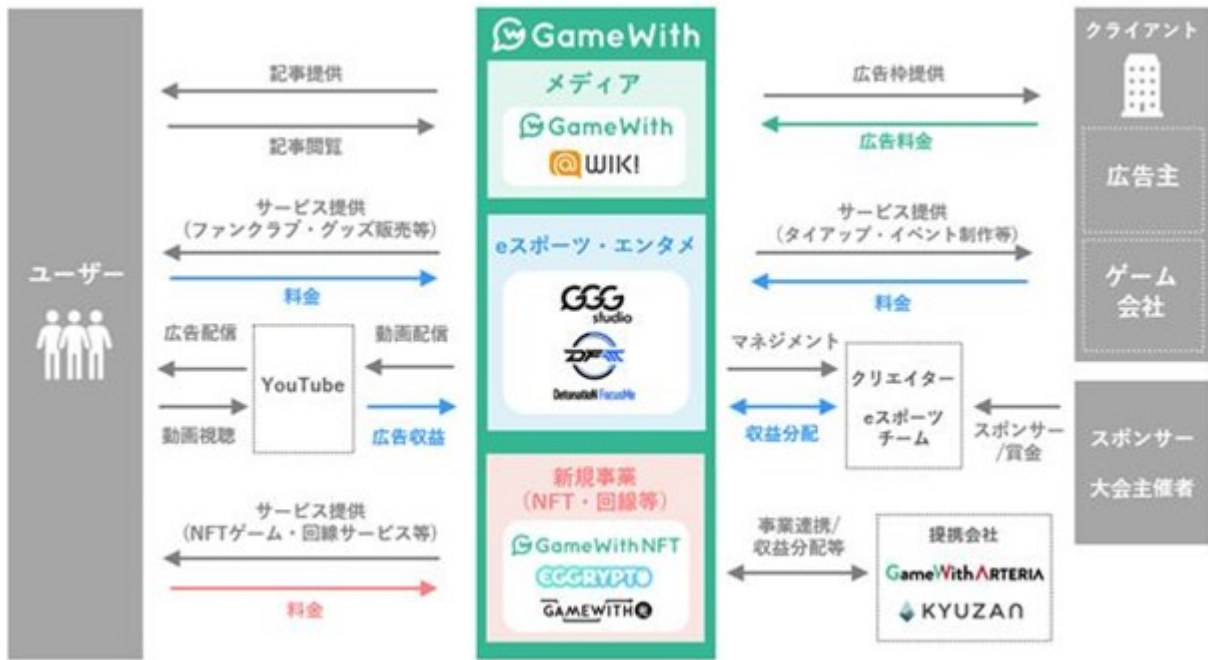 GameWith
ユーザー
記事提供
記事閲覧
サービス提供
(ファンクラブ・グッズ販売等)
料金
広告配信
動画視聴
YouTube
動画配信
広告収益
サービス提供
(NFTゲーム・回線サービス等)
料金
メディア
GameWith
@WIKI
eスポーツ・エンタメ
GGG
studio
DFM
DetonatioN FocusMe
新規事業
(NFT・回線等)
GameWithNFT
EGGRYPTO
GAMEWITH
広告枠提供
広告料金
サービス提供
(タイアップ・イベント制作等)
料金
マネジメント
収益分配
クリエイター
eスポーツ
チーム
スポンサー
/賞金
事業連携/
収益分配等
提携会社
GameWith ARTERIA
KYUZAN
クライアント
広告主
ゲーム
会社
スポンサー
大会主催者